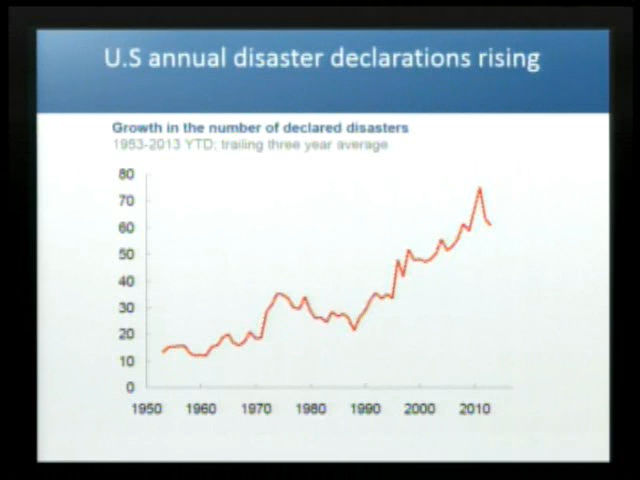 U.S annual disaster declarations rising
Growth in the number of declared disasters
1953-2013 YTD; trailing three year average
80
70
60
50
40
30
20
10
0
1950 1960 1970 1980 1990 2000 2010